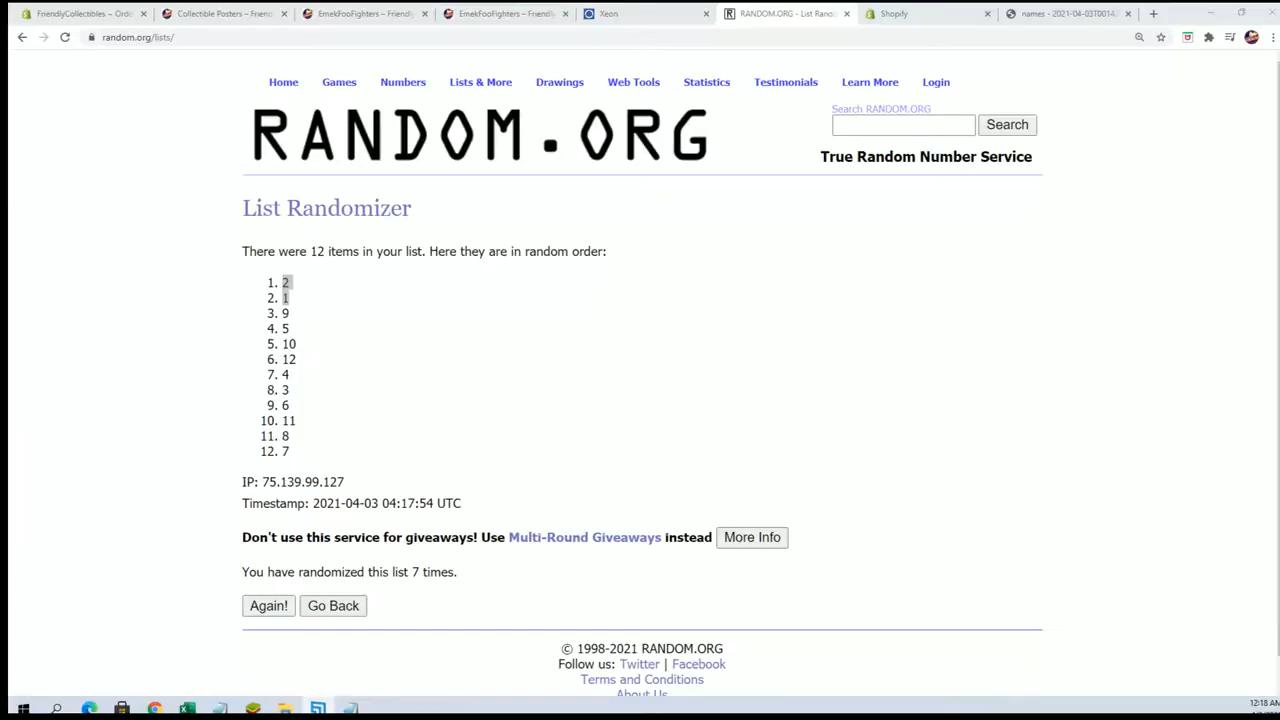 FriendlyCollectibles ~ Orde
Collectible Posters – Friend
EmekFooFighters – Friendly
EmekFooFighters – Friendly
Xeon
RANDOM.ORG - List Rando
Shopify
names - 2021-04-03T0014
random.org/lists/
Home Games Numbers Lists & More Drawings Web Tools Statistics Testimonials Learn More Login
RANDOM.ORG
Search RANDOM.ORG
Search
True Random Number Service
List Randomizer
There were 12 items in your list. Here they are in random order:
1. 2
2. 1
3. 9
4. 5
5. 10
6. 12
7. 4
8. 3
9. 6
10. 11
11. 8
12. 7
IP: 75.139.99.127
Timestamp: 2021-04-03 04:17:54 UTC
Don't use this service for giveaways! Use Multi-Round Giveaways instead More Info
You have randomized this list 7 times.
Again! Go Back
© 1998-2021 RANDOM.ORG
Follow us: Twitter | Facebook
Terms and Conditions
About Us
12:18 AM